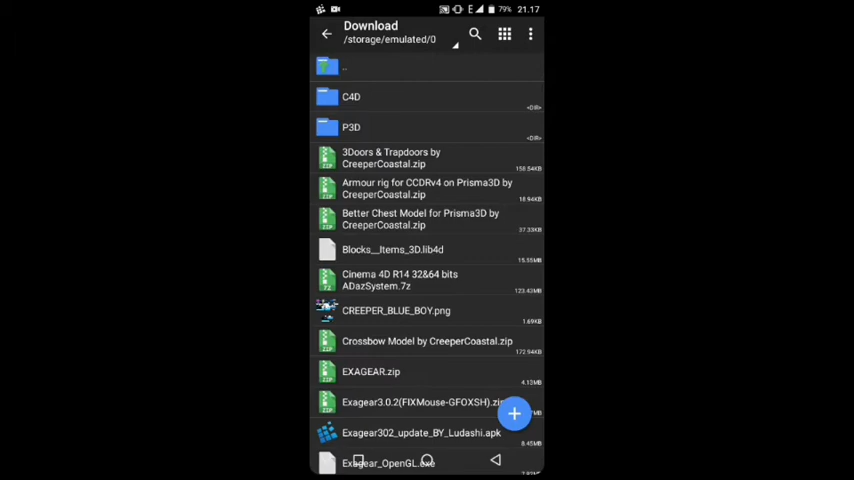 E 79% 21.17
Download
/storage/emulated/0
..
C4D
<DIR>
P3D
<DIR>
3Doors & Trapdoors by
CreeperCoastal.zip
158.54KB
Armour rig for CCDRv4 on Prisma3D by
CreeperCoastal.zip
18.94KB
Better Chest Model for Prisma3D by
CreeperCoastal.zip
37.33KB
Blocks__Items_3D.lib4d
15.55MB
Cinema 4D R14 32&64 bits
ADazSystem.7z
123.43MB
CREEPER_BLUE_BOY.png
1.69KB
Crossbow Model by CreeperCoastal.zip
172.94KB
EXAGEAR.zip
4.13MB
Exagear3.0.2(FIXMouse-GFOXSH).zip
Exagear302_update_BY_Ludashi.apk
8.45MB
Exagear_OpenGL.exe